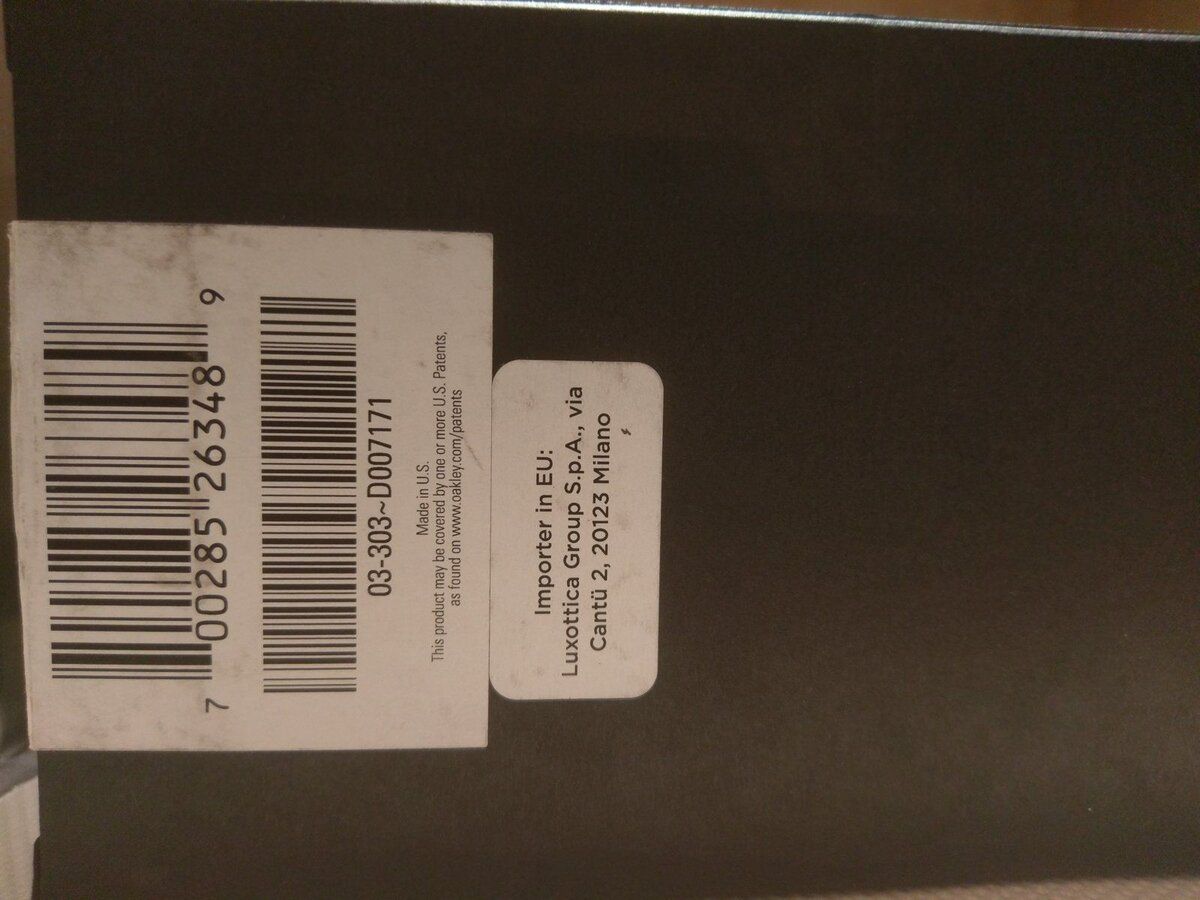 7 00285 26348 9
03-303~D007171
Made in U.S.
This product may be covered by one or more U.S. Patents,
as found on www.oakley.com/patents
Importer in EU:
Luxottica Group S.p.A., via
Cantü 2, 20123 Milano